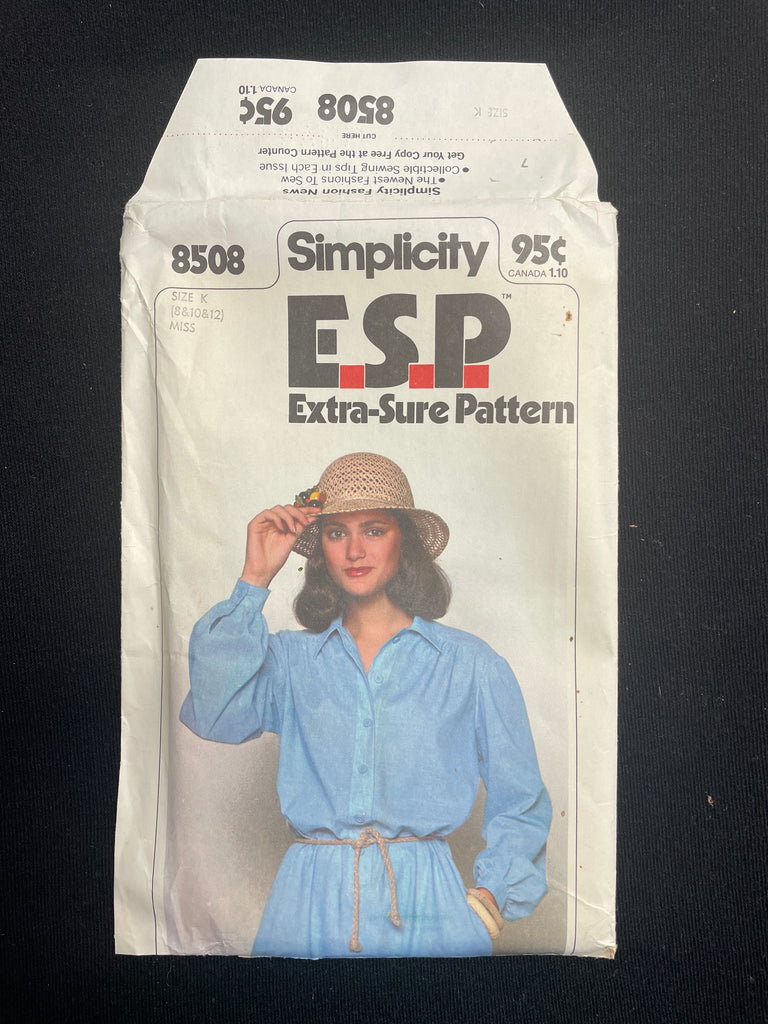 SIZE K
8508 95¢
CANADA 1.10
CUT HERE
7
Get Your Copy Free at the Pattern Counter
•Collectible Sewing Tips in Each Issue
•The Newest Fashions To Sew
Simplicity Fashion News
8508 Simplicity 95¢
CANADA 1.10
SIZE K
(8&10&12)
MISS
E.S.P.™
Extra-Sure Pattern